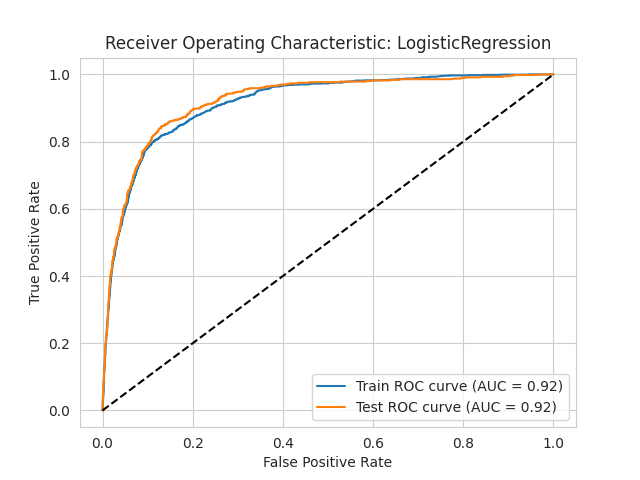 Receiver Operating Characteristic: LogisticRegression
1.0
0.8
0.6
0.4
0.2
0.0
True Positive Rate
Train ROC curve (AUC = 0.92)
Test ROC curve (AUC = 0.92)
0.0 0.2 0.4 0.6 0.8 1.0
False Positive Rate